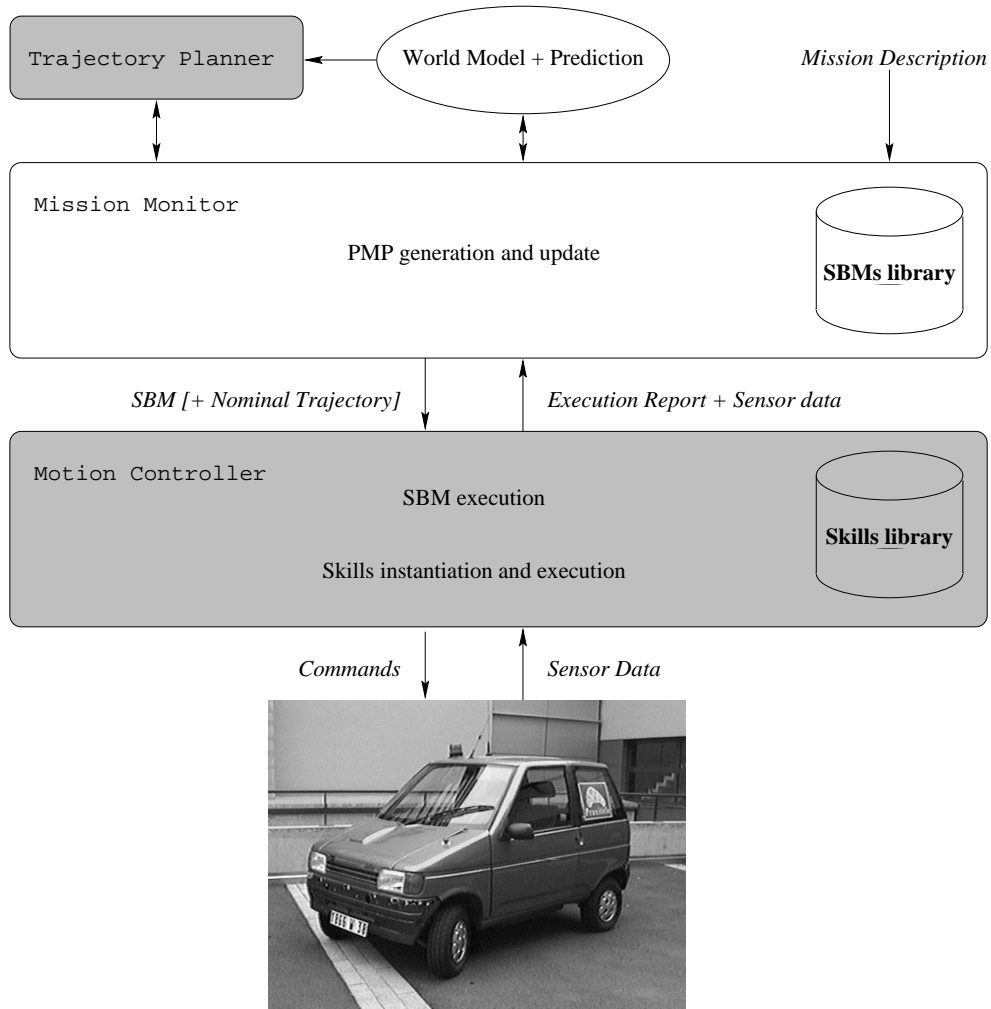 Trajectory Planner
World Model + Prediction
Mission Description
Mission Monitor
PMP generation and update
SBMs library
SBM [+ Nominal Trajectory]
Execution Report + Sensor data
Motion Controller
SBM execution
Skills library
Skills instantiation and execution
Commands
Sensor Data